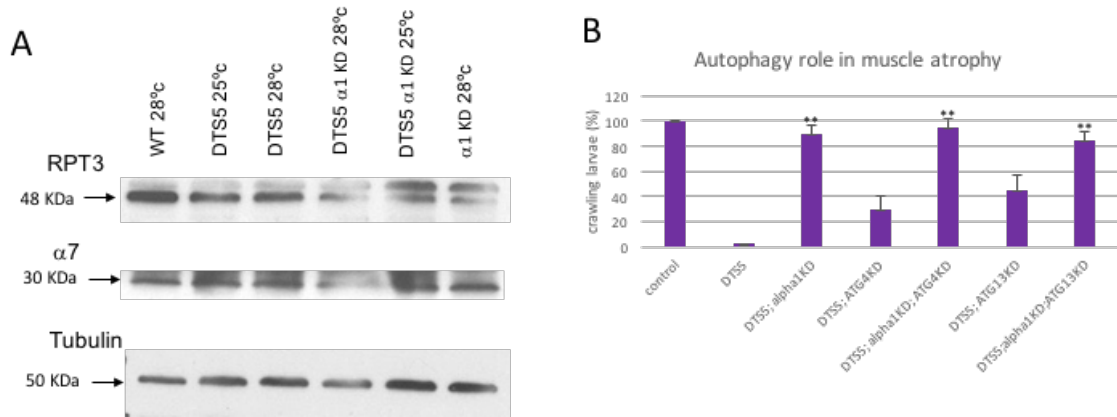 A
WT 28ºc
DTS5 25ºc
DTS5 28ºc
DTS5 α1 KD 28ºc
DTS5 α1 KD 25ºc
α1 KD 28ºc
RPT3
48 KDa
α7
30 KDa
Tubulin
50 KDa
B
Autophagy role in muscle atrophy
crawling larvae (%)
120
100
80
60
40
20
0
**
**
**
control
DTS5
DTS5; alpha1KD
DTS5; ATG4KD
DTS5; alpha1KD; ATG4KD
DTS5; ATG13KD
DTS5;alpha1KD;ATG13KD